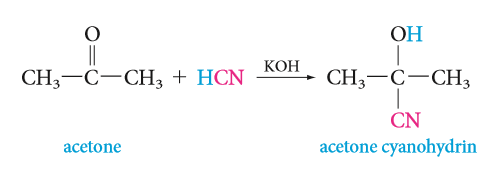 O
OH
CH₃—C—CH₃ + HCN KOH CH₃—C—CH₃
CN
acetone
acetone cyanohydrin